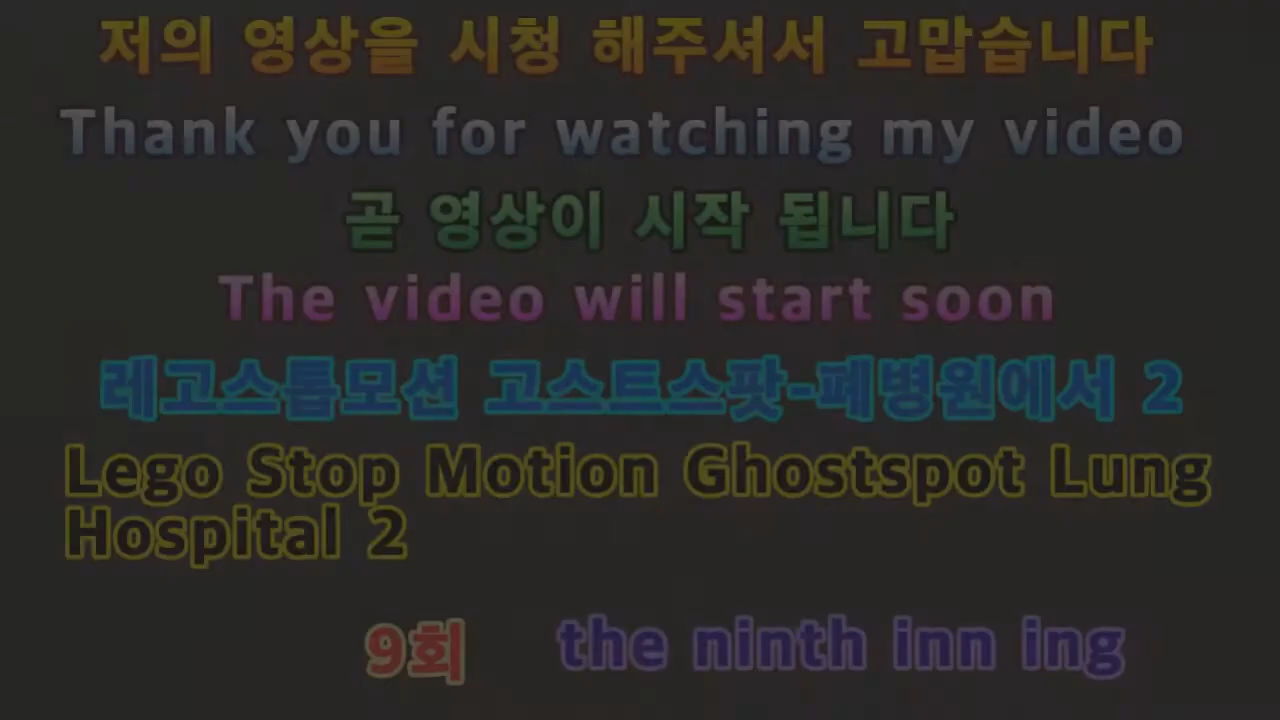 저의 영상을 시청 해주셔서 고맙습니다
Thank you for watching my video
곧 영상이 시작 됩니다
The video will start soon
레고스톱모션 고스트스팟-폐병원에서 2
Lego Stop Motion Ghostspot Lung
Hospital 2
9회 the ninth inn ing